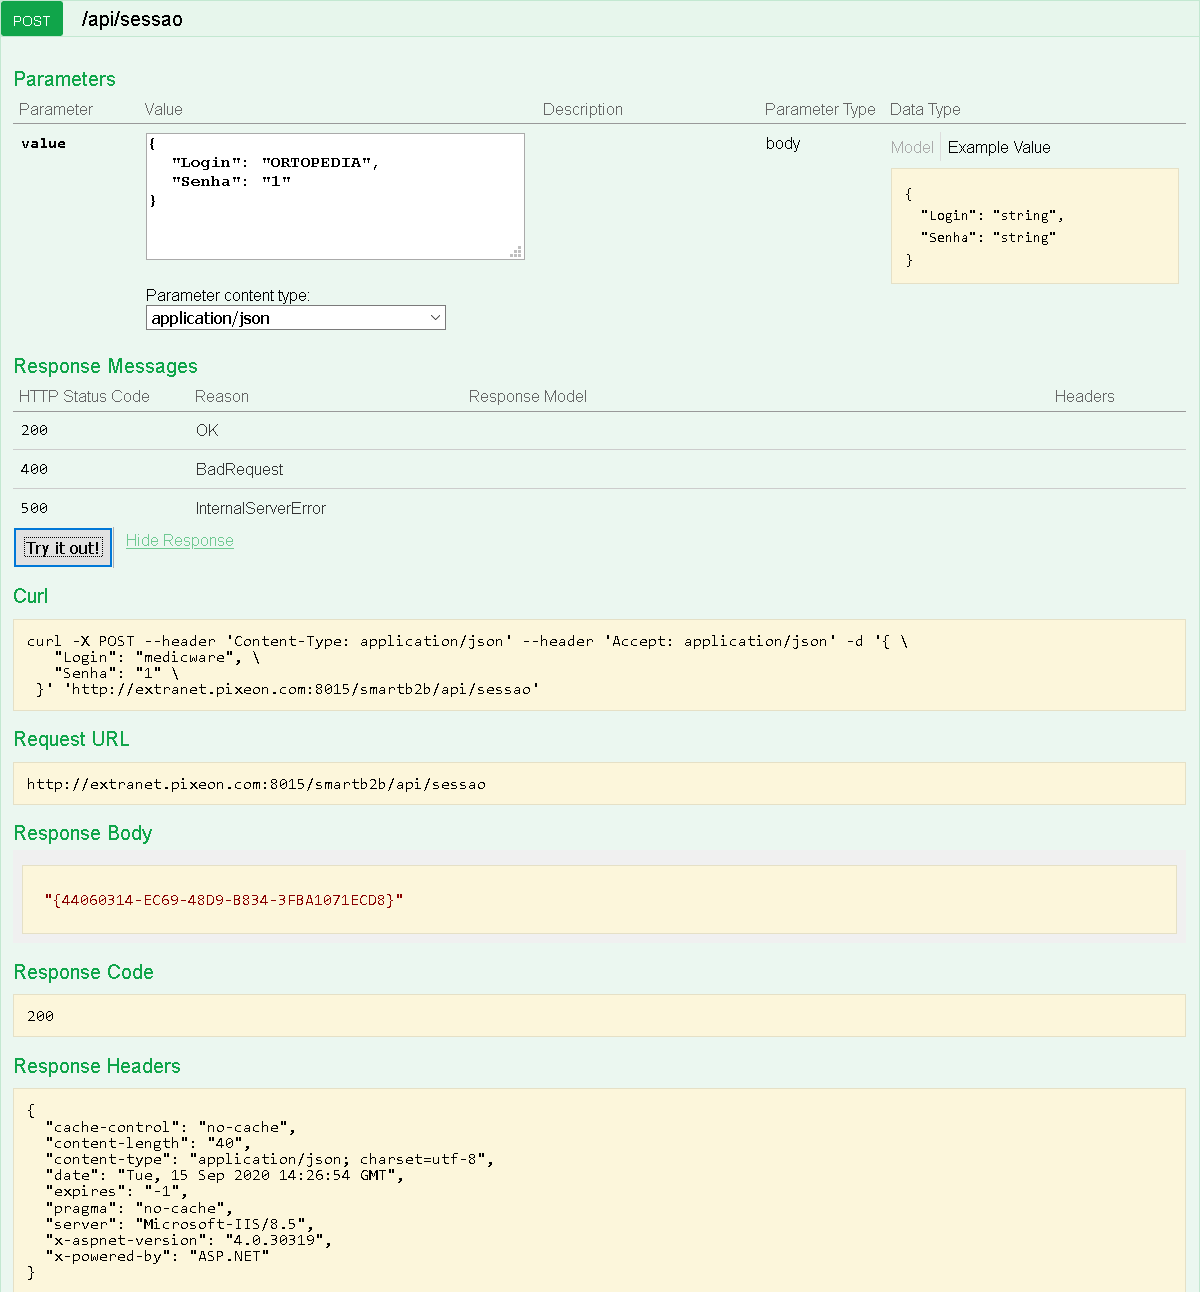 POST /api/sessao
Parameters
Parameter Value Description Parameter Type Data Type
value
{
"Login": "ORTOPEDIA",
"Senha": "1"
}
body
Model Example Value
{
"Login": "string",
"Senha": "string"
}
Parameter content type:
application/json
Response Messages
HTTP Status Code Reason Response Model Headers
200 OK
400 BadRequest
500 InternalServerError
Try it out! Hide Response
Curl
curl -X POST --header 'Content-Type: application/json' --header 'Accept: application/json' -d '{ \
"Login": "medicware", \
"Senha": "1" \
}' 'http://extranet.pixeon.com:8015/smartb2b/api/sessao'
Request URL
http://extranet.pixeon.com:8015/smartb2b/api/sessao
Response Body
"{44060314-EC69-48D9-B834-3FBA1071ECD8}"
Response Code
200
Response Headers
{
"cache-control": "no-cache",
"content-length": "40",
"content-type": "application/json; charset=utf-8",
"date": "Tue, 15 Sep 2020 14:26:54 GMT",
"expires": "-1",
"pragma": "no-cache",
"server": "Microsoft-IIS/8.5",
"x-aspnet-version": "4.0.30319",
"x-powered-by": "ASP.NET"
}